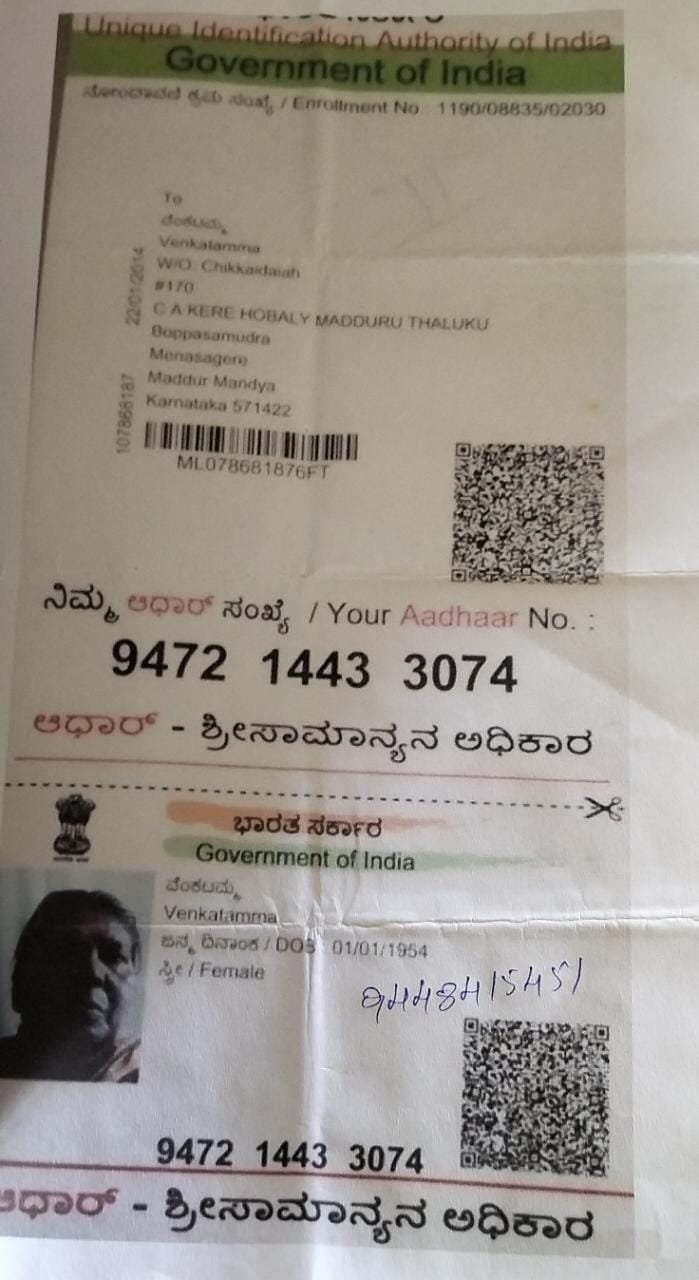 Unique Identification Authority of India
Government of India
ನೋಂದಾವಣೆ ಕ್ರಮ ಸಂಖ್ಯೆ / Enrollment No. 1190/08835/02030
To
ವೆಂಕಟಮ್ಮ
Venkatamma
W/O: Chikkaidaiah
#170
C A KERE HOBALY MADDURU THALUKU
Boppasamudra
Menasagere
Maddur Mandya
Karnataka 571422
22/01/2014
107868187
ML078681876FT
ನಿಮ್ಮ ಆಧಾರ್ ಸಂಖ್ಯೆ / Your Aadhaar No. :
9472 1443 3074
ಆಧಾರ್ - ಶ್ರೀಸಾಮಾನ್ಯನ ಅಧಿಕಾರ
ಭಾರತ ಸರ್ಕಾರ
Government of India
ವೆಂಕಟಮ್ಮ
Venkatamma
ಜನ್ಮ ದಿನಾಂಕ / DOB 01/01/1954
ಸ್ತ್ರೀ / Female
9448415451
9472 1443 3074
ಆಧಾರ್ - ಶ್ರೀಸಾಮಾನ್ಯನ ಅಧಿಕಾರ